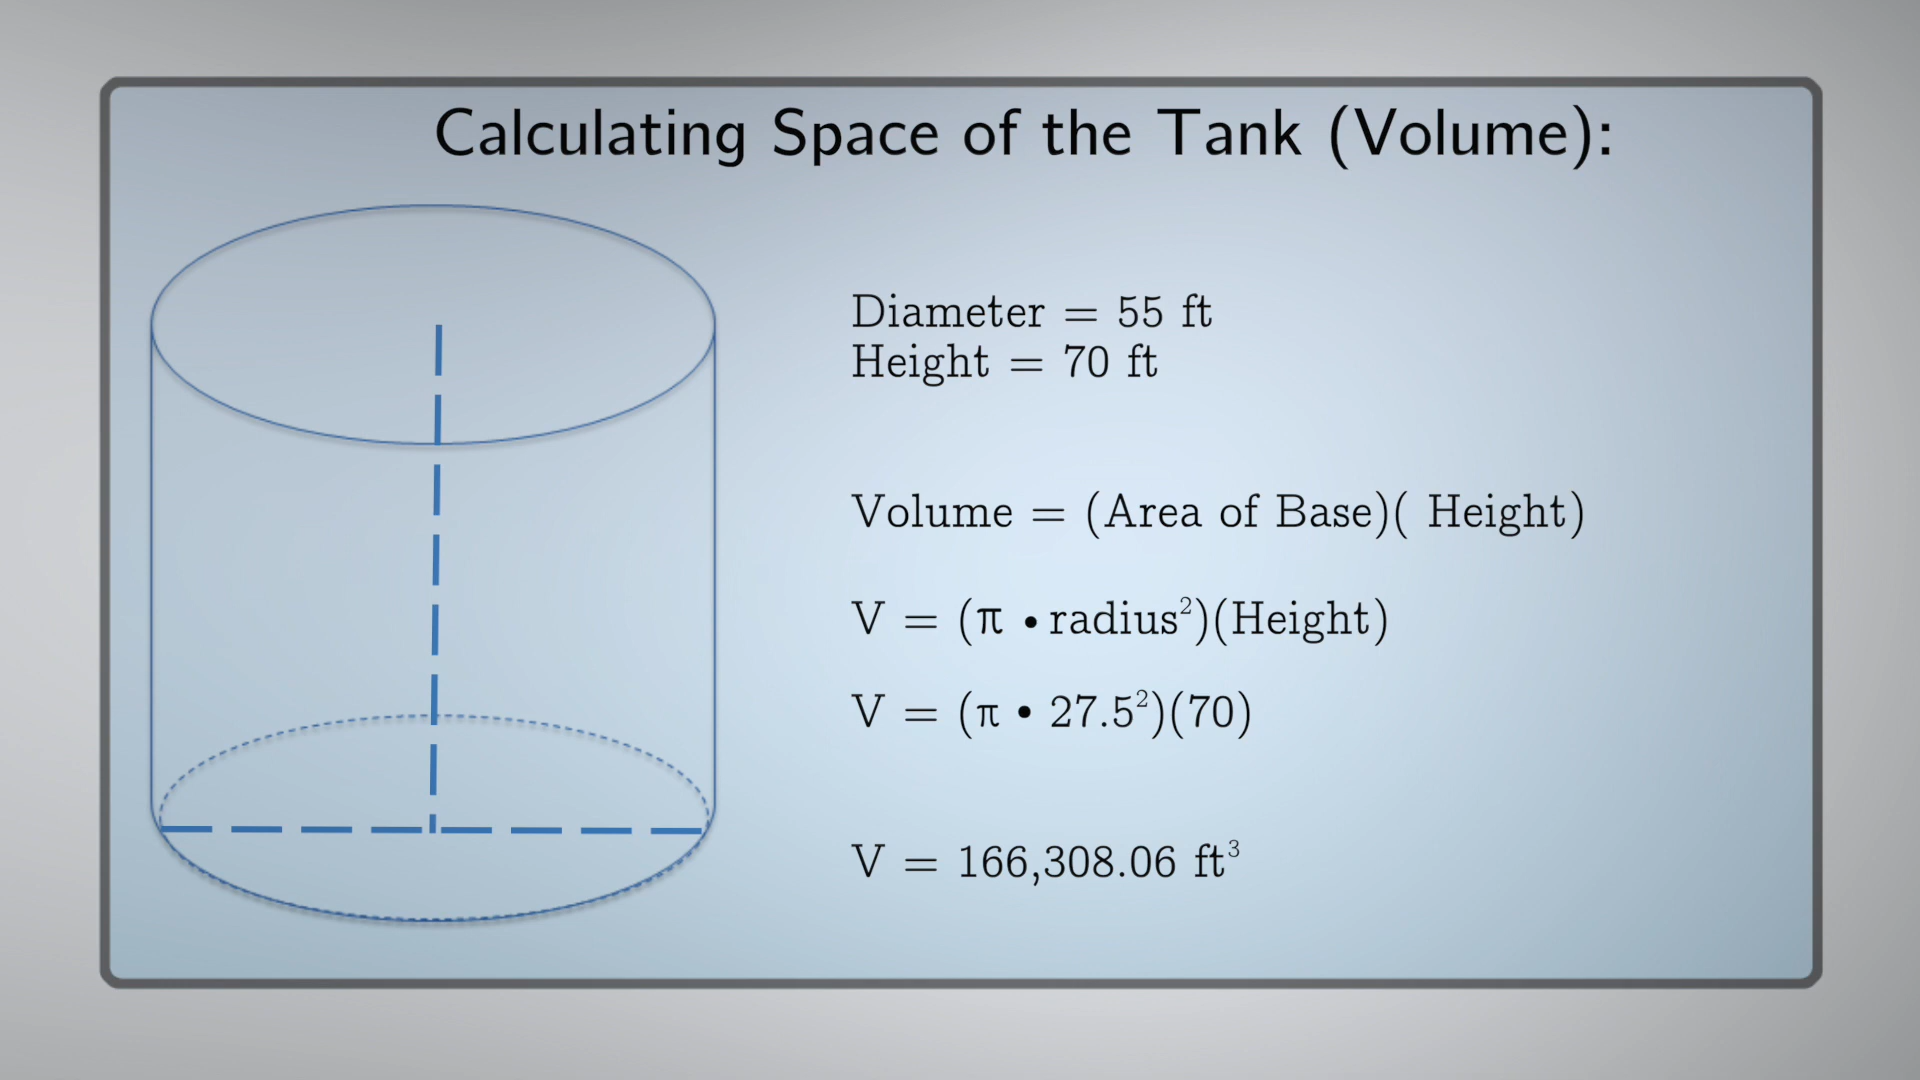 Calculating Space of the Tank (Volume):
Diameter = 55 ft
Height = 70 ft
Volume = (Area of Base)( Height)
V = (π • radius²)(Height)
V = (π • 27.5²)(70)
V = 166,308.06 ft³